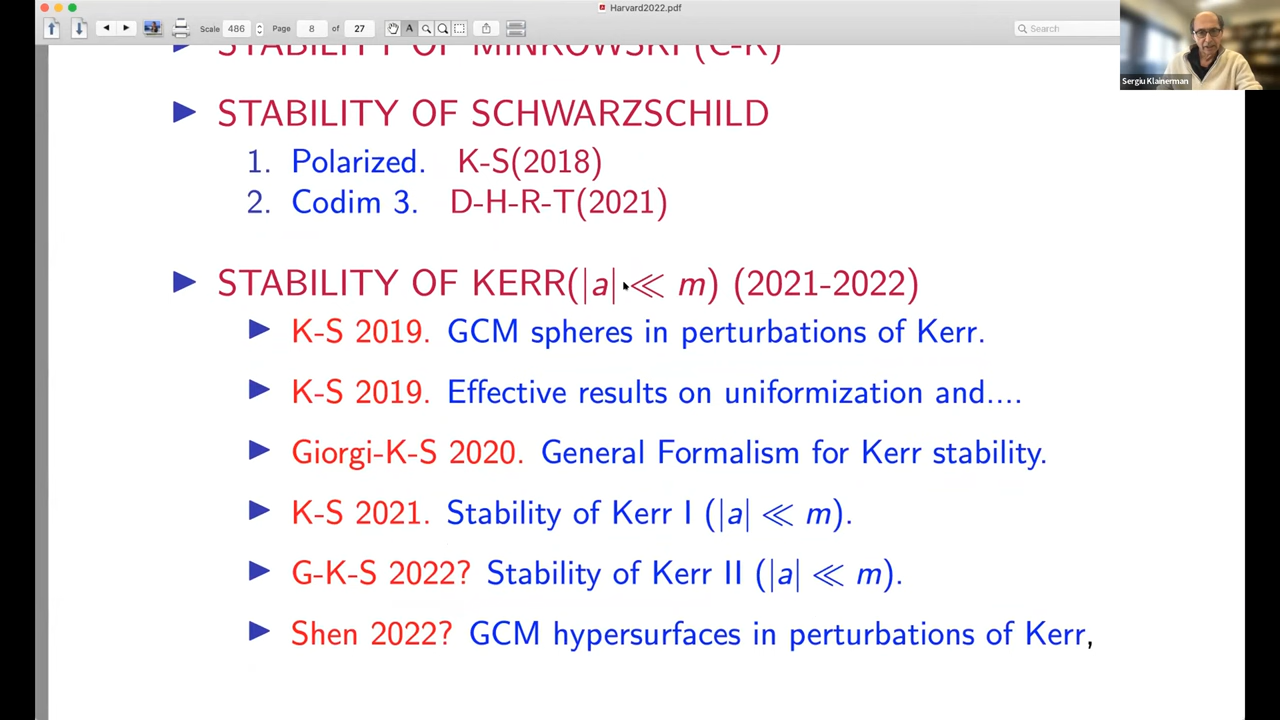 Harvard2022.pdf
Scale 486 Page 8 of 27 A Search
Sergiu Klainerman
STABILITY OF MINKOWSKI (C-K)
▶ STABILITY OF SCHWARZSCHILD
1. Polarized. K-S(2018)
2. Codim 3. D-H-R-T(2021)
▶ STABILITY OF KERR(|a| ≪ m) (2021-2022)
▶ K-S 2019. GCM spheres in perturbations of Kerr.
▶ K-S 2019. Effective results on uniformization and....
▶ Giorgi-K-S 2020. General Formalism for Kerr stability.
▶ K-S 2021. Stability of Kerr I (|a| ≪ m).
▶ G-K-S 2022? Stability of Kerr II (|a| ≪ m).
▶ Shen 2022? GCM hypersurfaces in perturbations of Kerr,